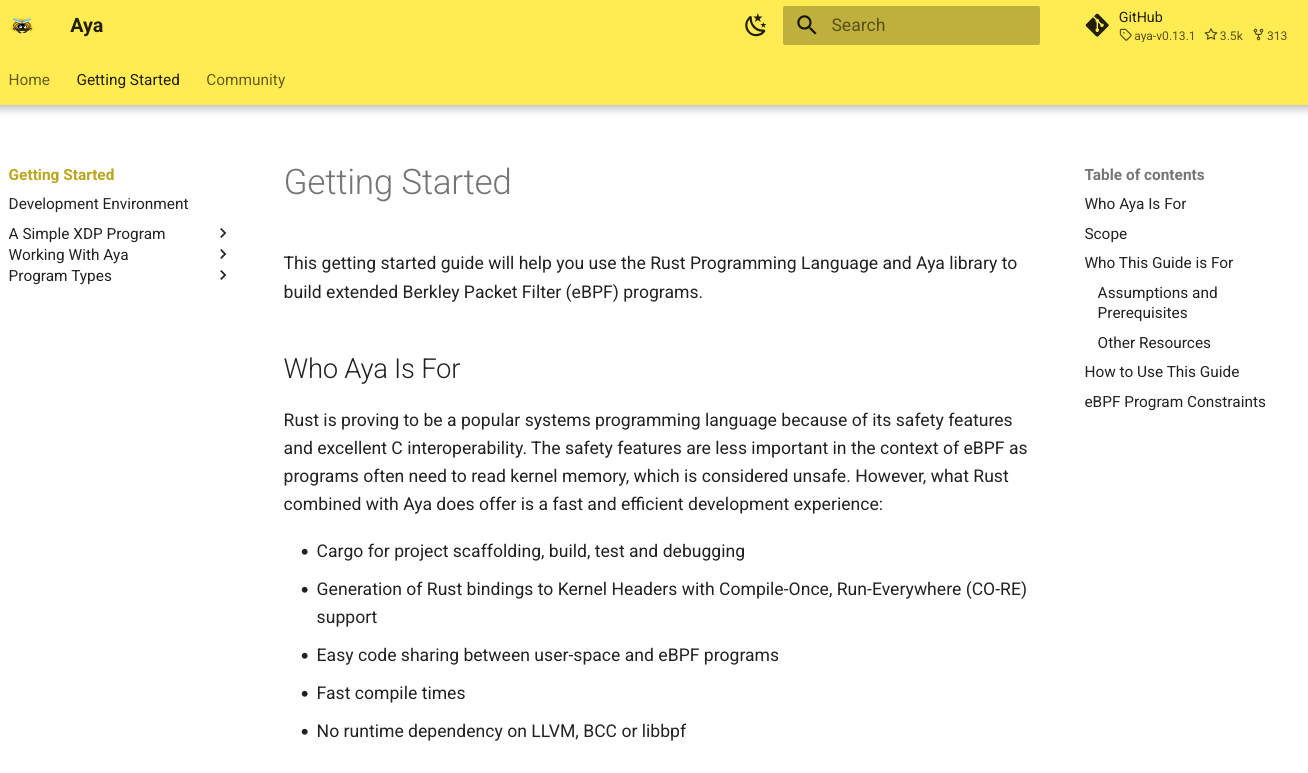 Aya
Search
GitHub
aya-v0.13.1 3.5k 313
Home Getting Started Community
Getting Started
Development Environment
A Simple XDP Program
Working With Aya
Program Types
Getting Started
This getting started guide will help you use the Rust Programming Language and Aya library to
build extended Berkley Packet Filter (eBPF) programs.
Who Aya Is For
Rust is proving to be a popular systems programming language because of its safety features
and excellent C interoperability. The safety features are less important in the context of eBPF as
programs often need to read kernel memory, which is considered unsafe. However, what Rust
combined with Aya does offer is a fast and efficient development experience:
• Cargo for project scaffolding, build, test and debugging
• Generation of Rust bindings to Kernel Headers with Compile-Once, Run-Everywhere (CO-RE)
support
• Easy code sharing between user-space and eBPF programs
• Fast compile times
• No runtime dependency on LLVM, BCC or libbpf
Table of contents
Who Aya Is For
Scope
Who This Guide is For
Assumptions and
Prerequisites
Other Resources
How to Use This Guide
eBPF Program Constraints